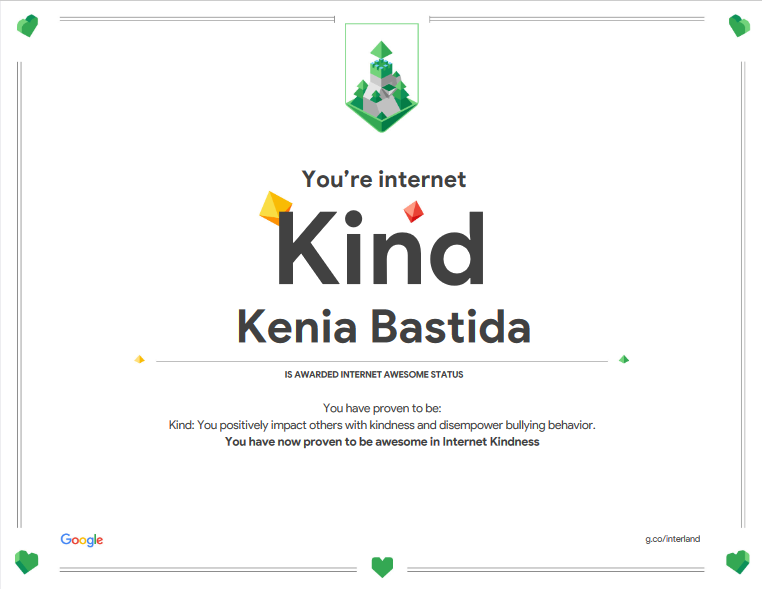 You're internet
Kind
Kenia Bastida
IS AWARDED INTERNET AWESOME STATUS
You have proven to be:
Kind: You positively impact others with kindness and disempower bullying behavior.
You have now proven to be awesome in Internet Kindness
Google
g.co/interland